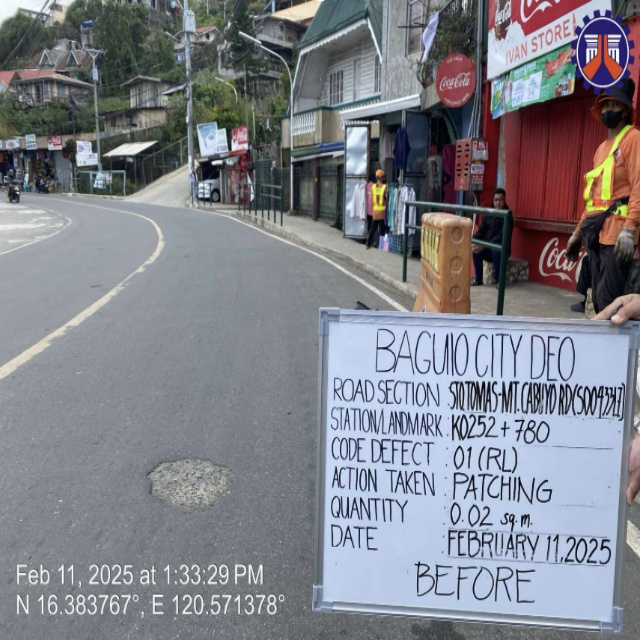 Coca-Cola
IVAN STORE
Coca-Cola
Coca-Cola
BAGUIO CITY DEO
ROAD SECTION : STO TOMAS-MT. CABUYO RD (S00433LZ)
STATION/LANDMARK : K0252 + 780
CODE DEFECT : 01 (RL)
ACTION TAKEN : PATCHING
QUANTITY : 0.02 sq.m.
DATE : FEBRUARY 11, 2025
BEFORE
Feb 11, 2025 at 1:33:29 PM
N 16.383767°, E 120.571378°